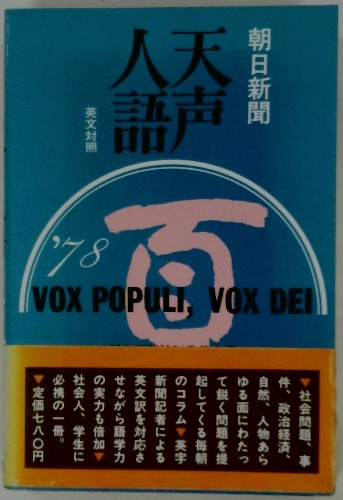 朝日新聞
天声
人語
英文対照
百
'78
VOX POPULI, VOX DEI
▼社会問題、事
件、政治経済、
自然、人物あら
ゆる面にわたっ
て鋭く問題を提
起してくる毎朝
のコラム▼英字
新聞記者による
英文訳を対応さ
せながら語学力
の実力も倍加▼
社会人、学生に
必携の一冊。
▼定価七八〇円